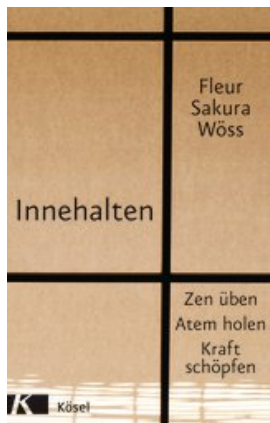 Fleur
Sakura
Wöss
Innehalten
Zen üben
Atem holen
Kraft
schöpfen
K Kösel